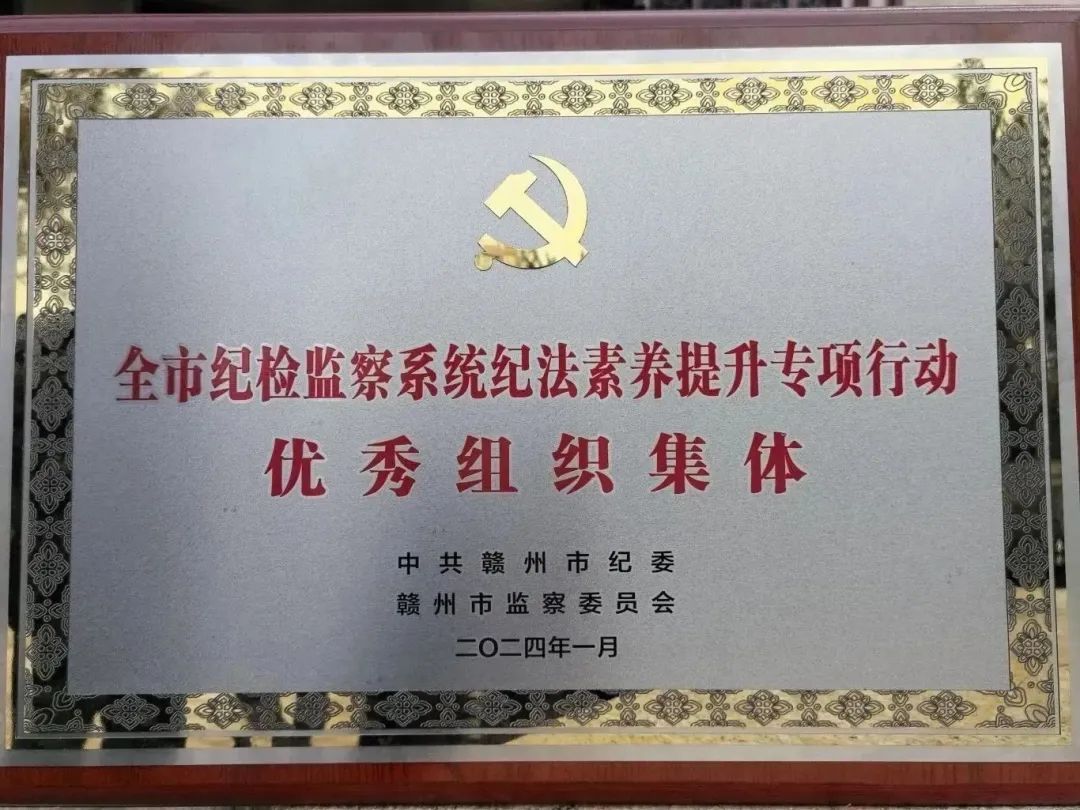 全市纪检监察系统纪法素养提升专项行动
优秀组织集体
中共赣州市纪委
赣州市监察委员会
二〇二四年一月